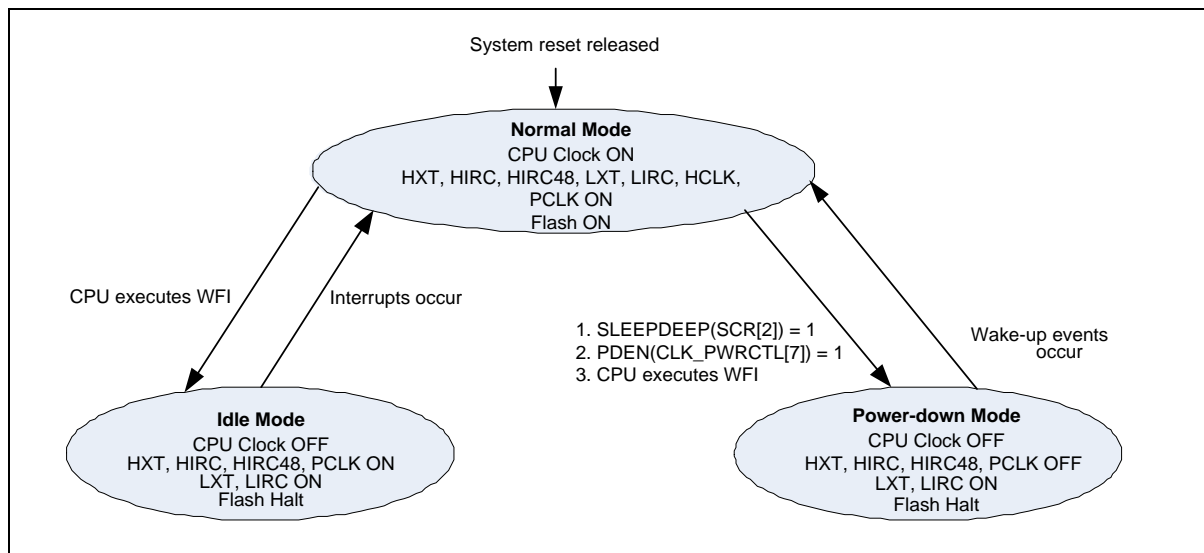 System reset released
Normal Mode
CPU Clock ON
HXT, HIRC, HIRC48, LXT, LIRC, HCLK,
PCLK ON
Flash ON
CPU executes WFI
Interrupts occur
1. SLEEPDEEP(SCR[2]) = 1
2. PDEN(CLK_PWRCTL[7]) = 1
3. CPU executes WFI
Wake-up events
occur
Idle Mode
CPU Clock OFF
HXT, HIRC, HIRC48, PCLK ON
LXT, LIRC ON
Flash Halt
Power-down Mode
CPU Clock OFF
HXT, HIRC, HIRC48, PCLK OFF
LXT, LIRC ON
Flash Halt